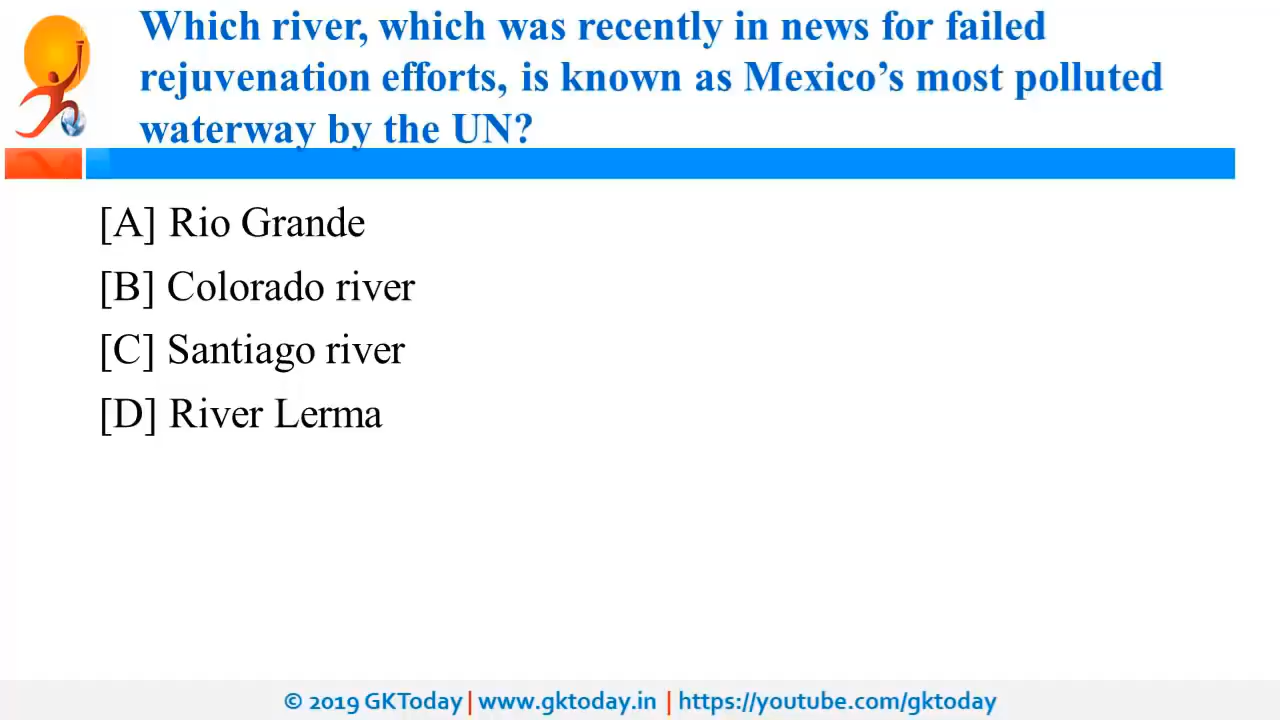 Which river, which was recently in news for failed
rejuvenation efforts, is known as Mexico’s most polluted
waterway by the UN?
[A] Rio Grande
[B] Colorado river
[C] Santiago river
[D] River Lerma
© 2019 GKToday | www.gktoday.in | https://youtube.com/gktoday